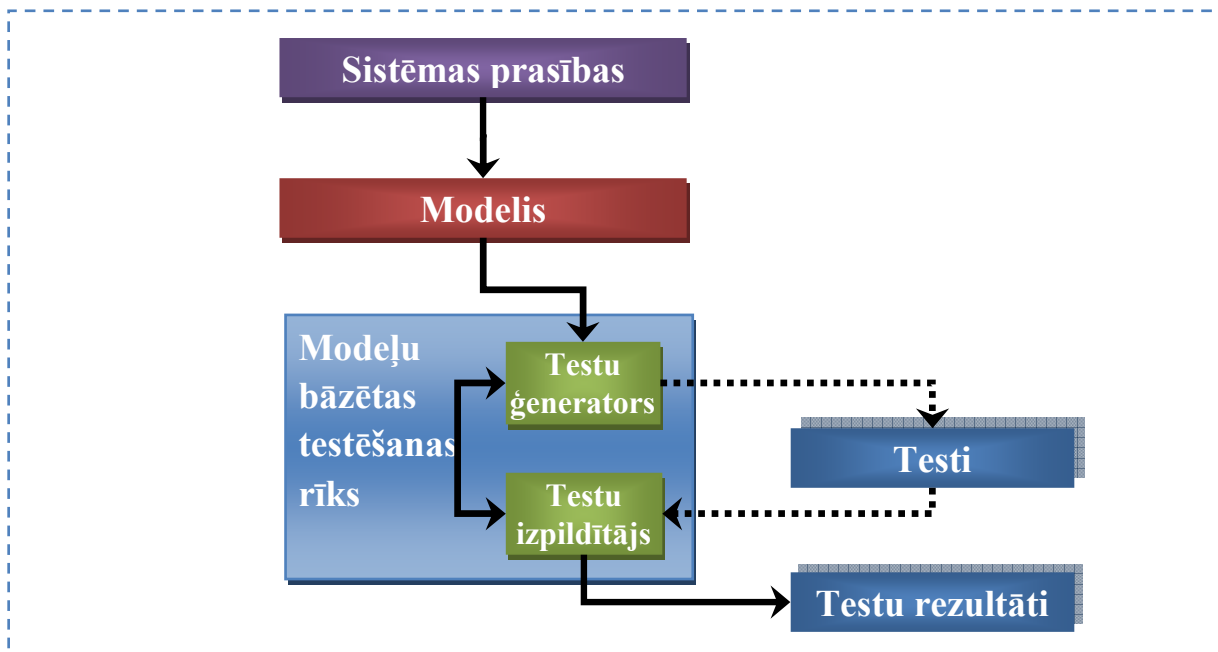 Sistēmas prasības
Modelis
Modeļu
bāzētas
testēšanas
rīks
Testu
ģenerators
Testi
Testu
izpildītājs
Testu rezultāti